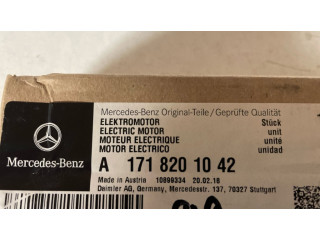 Mercedes-Benz Original-Teile/Geprüfte Qualität
ELEKTROMOTOR Stück
ELECTRIC MOTOR unit
MOTEUR ELECTRIQUE unité
MOTOR ELECTRICO unidad
Mercedes-Benz
A 171 820 10 42
Made in Austria 10899334 20.02.18
Daimler AG, Germany, Mercedesstr. 137, 70327 Stuttgart